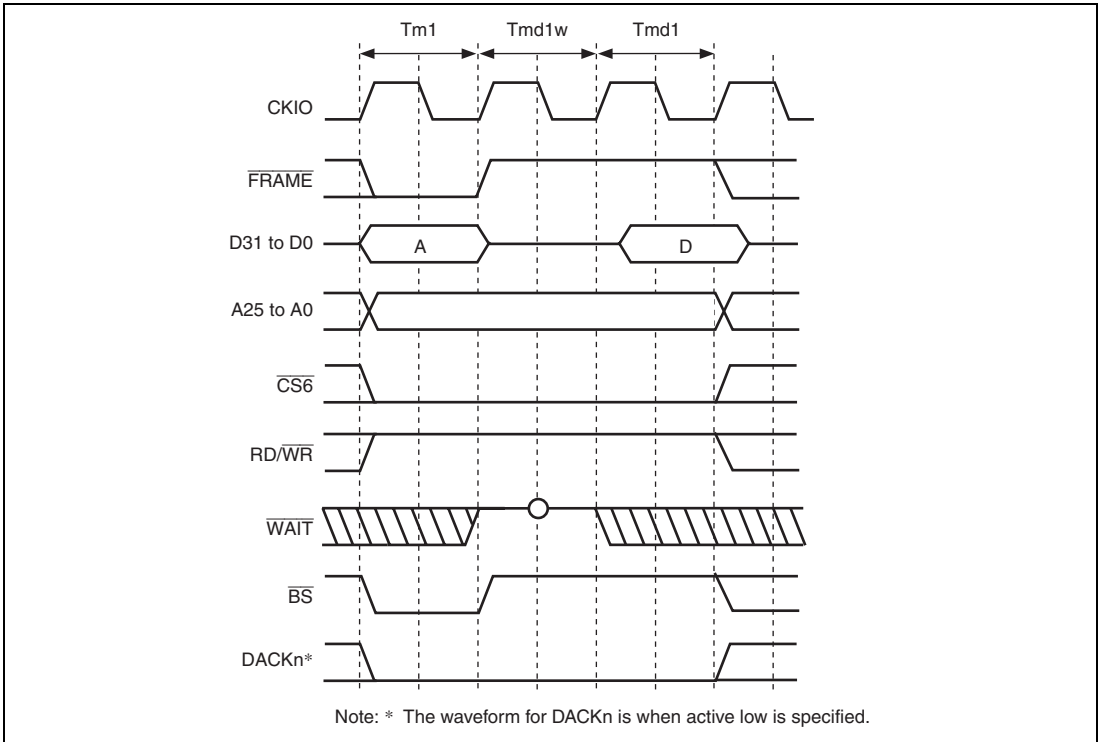 Tm1 Tmd1w Tmd1
CKIO
FRAME
D31 to D0 A D
A25 to A0
CS6
RD/WR
WAIT
BS
DACKn*
Note: * The waveform for DACKn is when active low is specified.